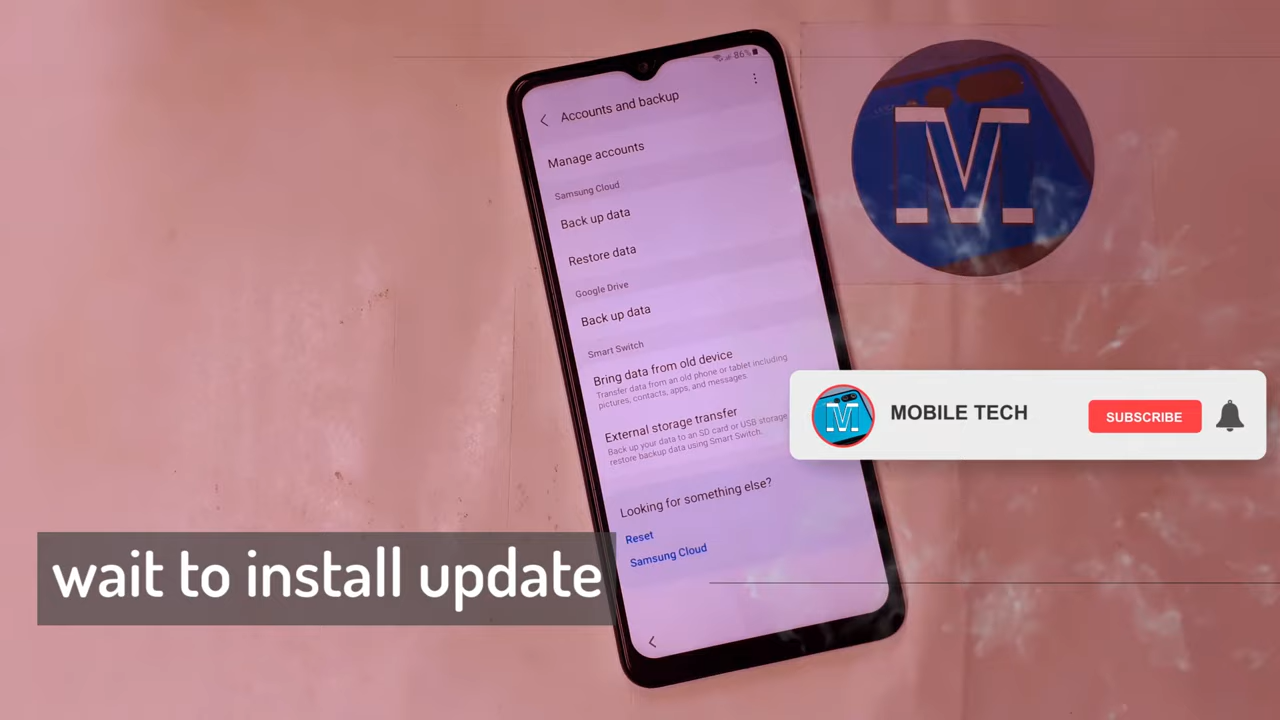 86%
Accounts and backup
Manage accounts
Samsung Cloud
Back up data
Restore data
Google Drive
Back up data
Smart Switch
Bring data from old device
Transfer data from an old phone or tablet including
pictures, contacts, apps, and messages
External storage transfer
Back up your data to an SD card or USB storage
restore backup data using Smart Switch.
Looking for something else?
Reset
Samsung Cloud
M
M
MOBILE TECH
SUBSCRIBE
wait to install update